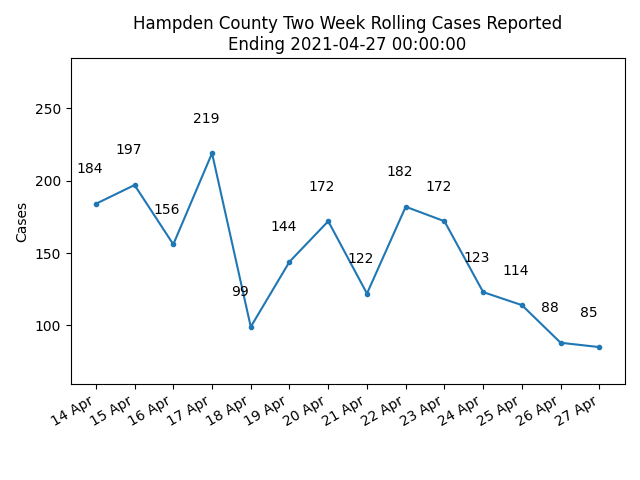 Hampden County Two Week Rolling Cases Reported
Ending 2021-04-27 00:00:00
Cases
250
200
150
100
184
197
156
219
99
144
172
122
182
172
123
114
88
85
14 Apr
15 Apr
16 Apr
17 Apr
18 Apr
19 Apr
20 Apr
21 Apr
22 Apr
23 Apr
24 Apr
25 Apr
26 Apr
27 Apr